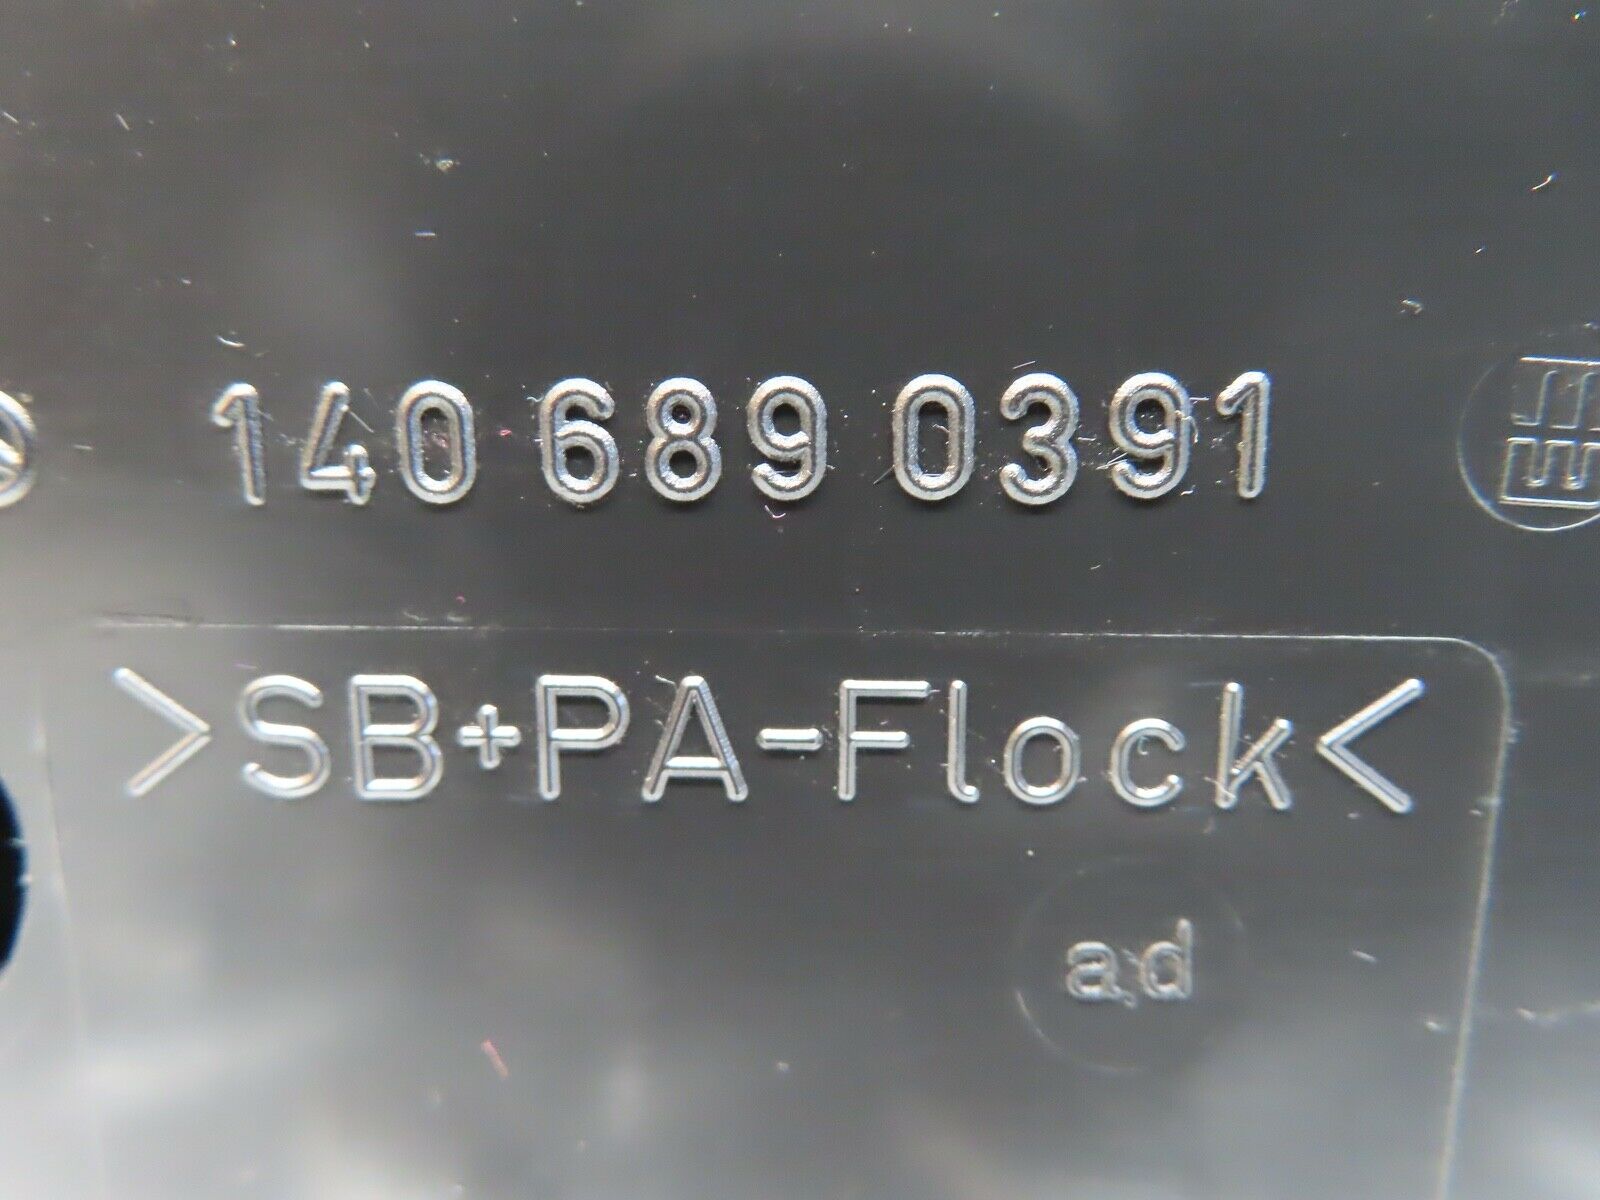 140 689 0391
>SB+PA-Flock<
a,d